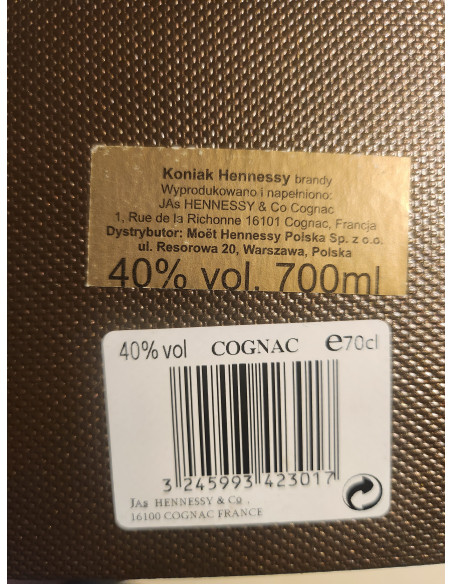 Koniak Hennessy brandy
Wyprodukowano i napełniono:
JAs HENNESSY & Co Cognac
1, Rue de la Richonne 16101 Cognac, Francja
Dystrybutor: Moët Hennessy Polska Sp. z o.o.
ul. Resorowa 20, Warszawa, Polska
40% vol. 700ml
40% vol COGNAC e70cl
3 245993 423017
JAs HENNESSY & Co .
16100 COGNAC FRANCE